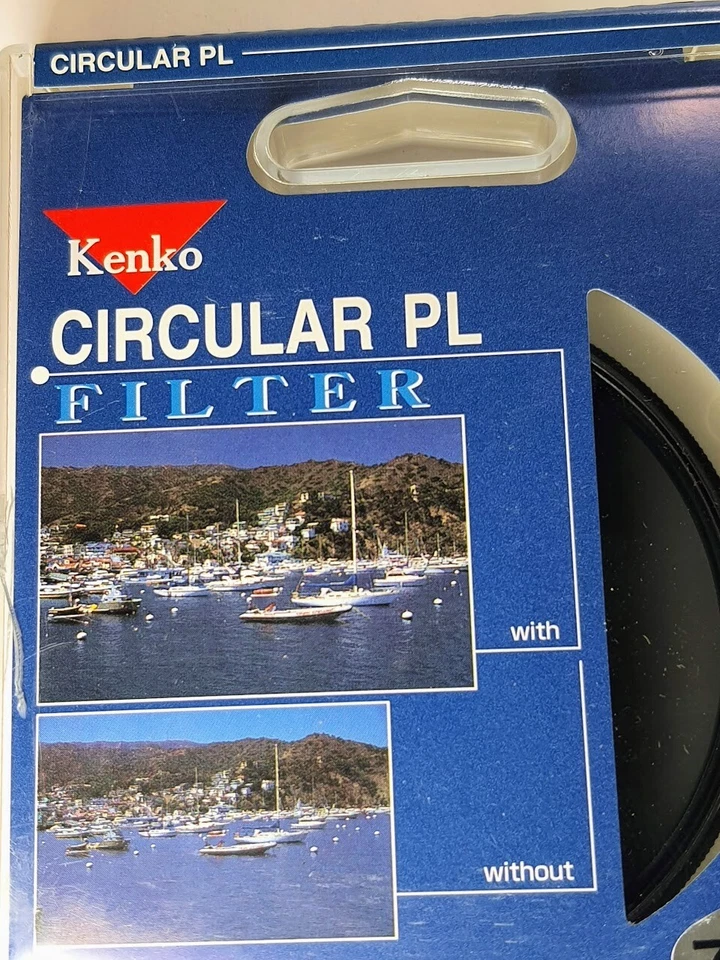 CIRCULAR PL
Kenko
CIRCULAR PL
FILTER
with
without